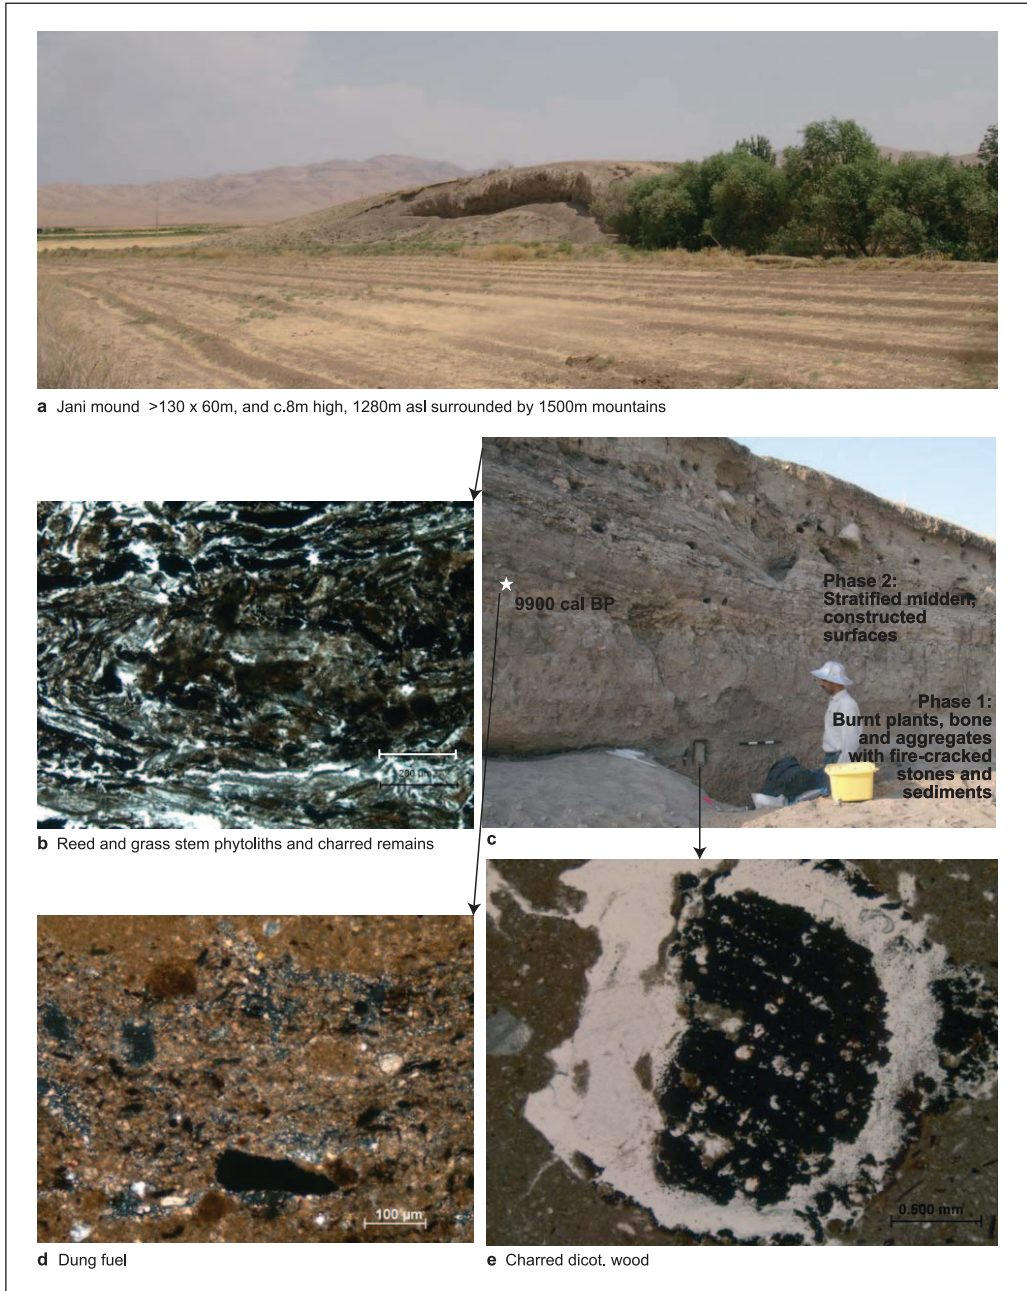 a Jani mound >130 x 60m, and c.8m high, 1280m asl surrounded by 1500m mountains
9900 cal BP
Phase 2:
Stratified midden,
constructed
surfaces
Phase 1:
Burnt plants, bone
and aggregates
with fire-cracked
stones and
sediments
200 µm
b Reed and grass stem phytoliths and charred remains
c
100 µm
d Dung fuel
0.500 mm
e Charred dicot. wood